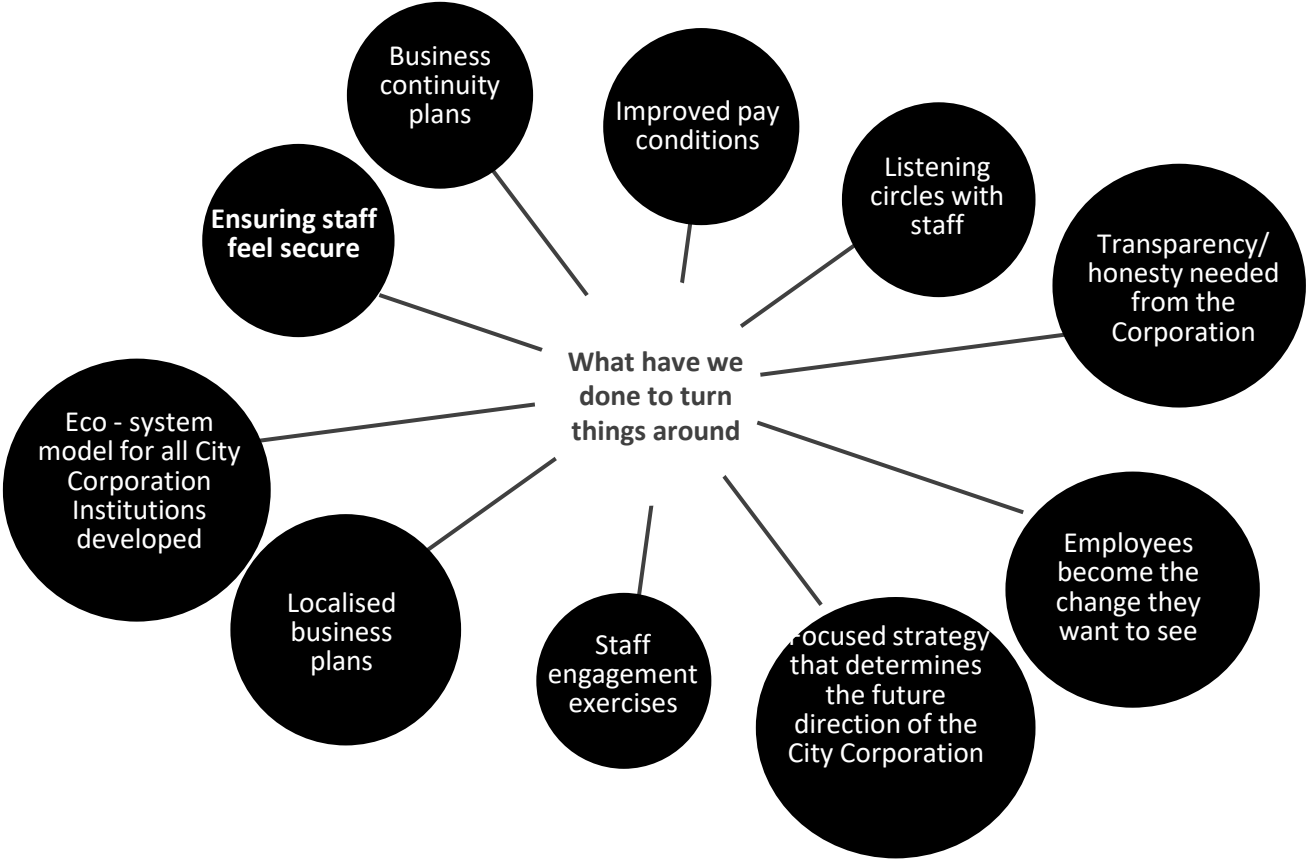 Business
continuity
plans
Improved pay
conditions
Listening
circles with
staff
Transparency/
honesty needed
from the
Corporation
Ensuring staff
feel secure
What have we
done to turn
things around
Eco - system
model for all City
Corporation
Institutions
developed
Employees
become the
change they
want to see
Localised
business
plans
Staff
engagement
exercises
Focused strategy
that determines
the future
direction of the
City Corporation